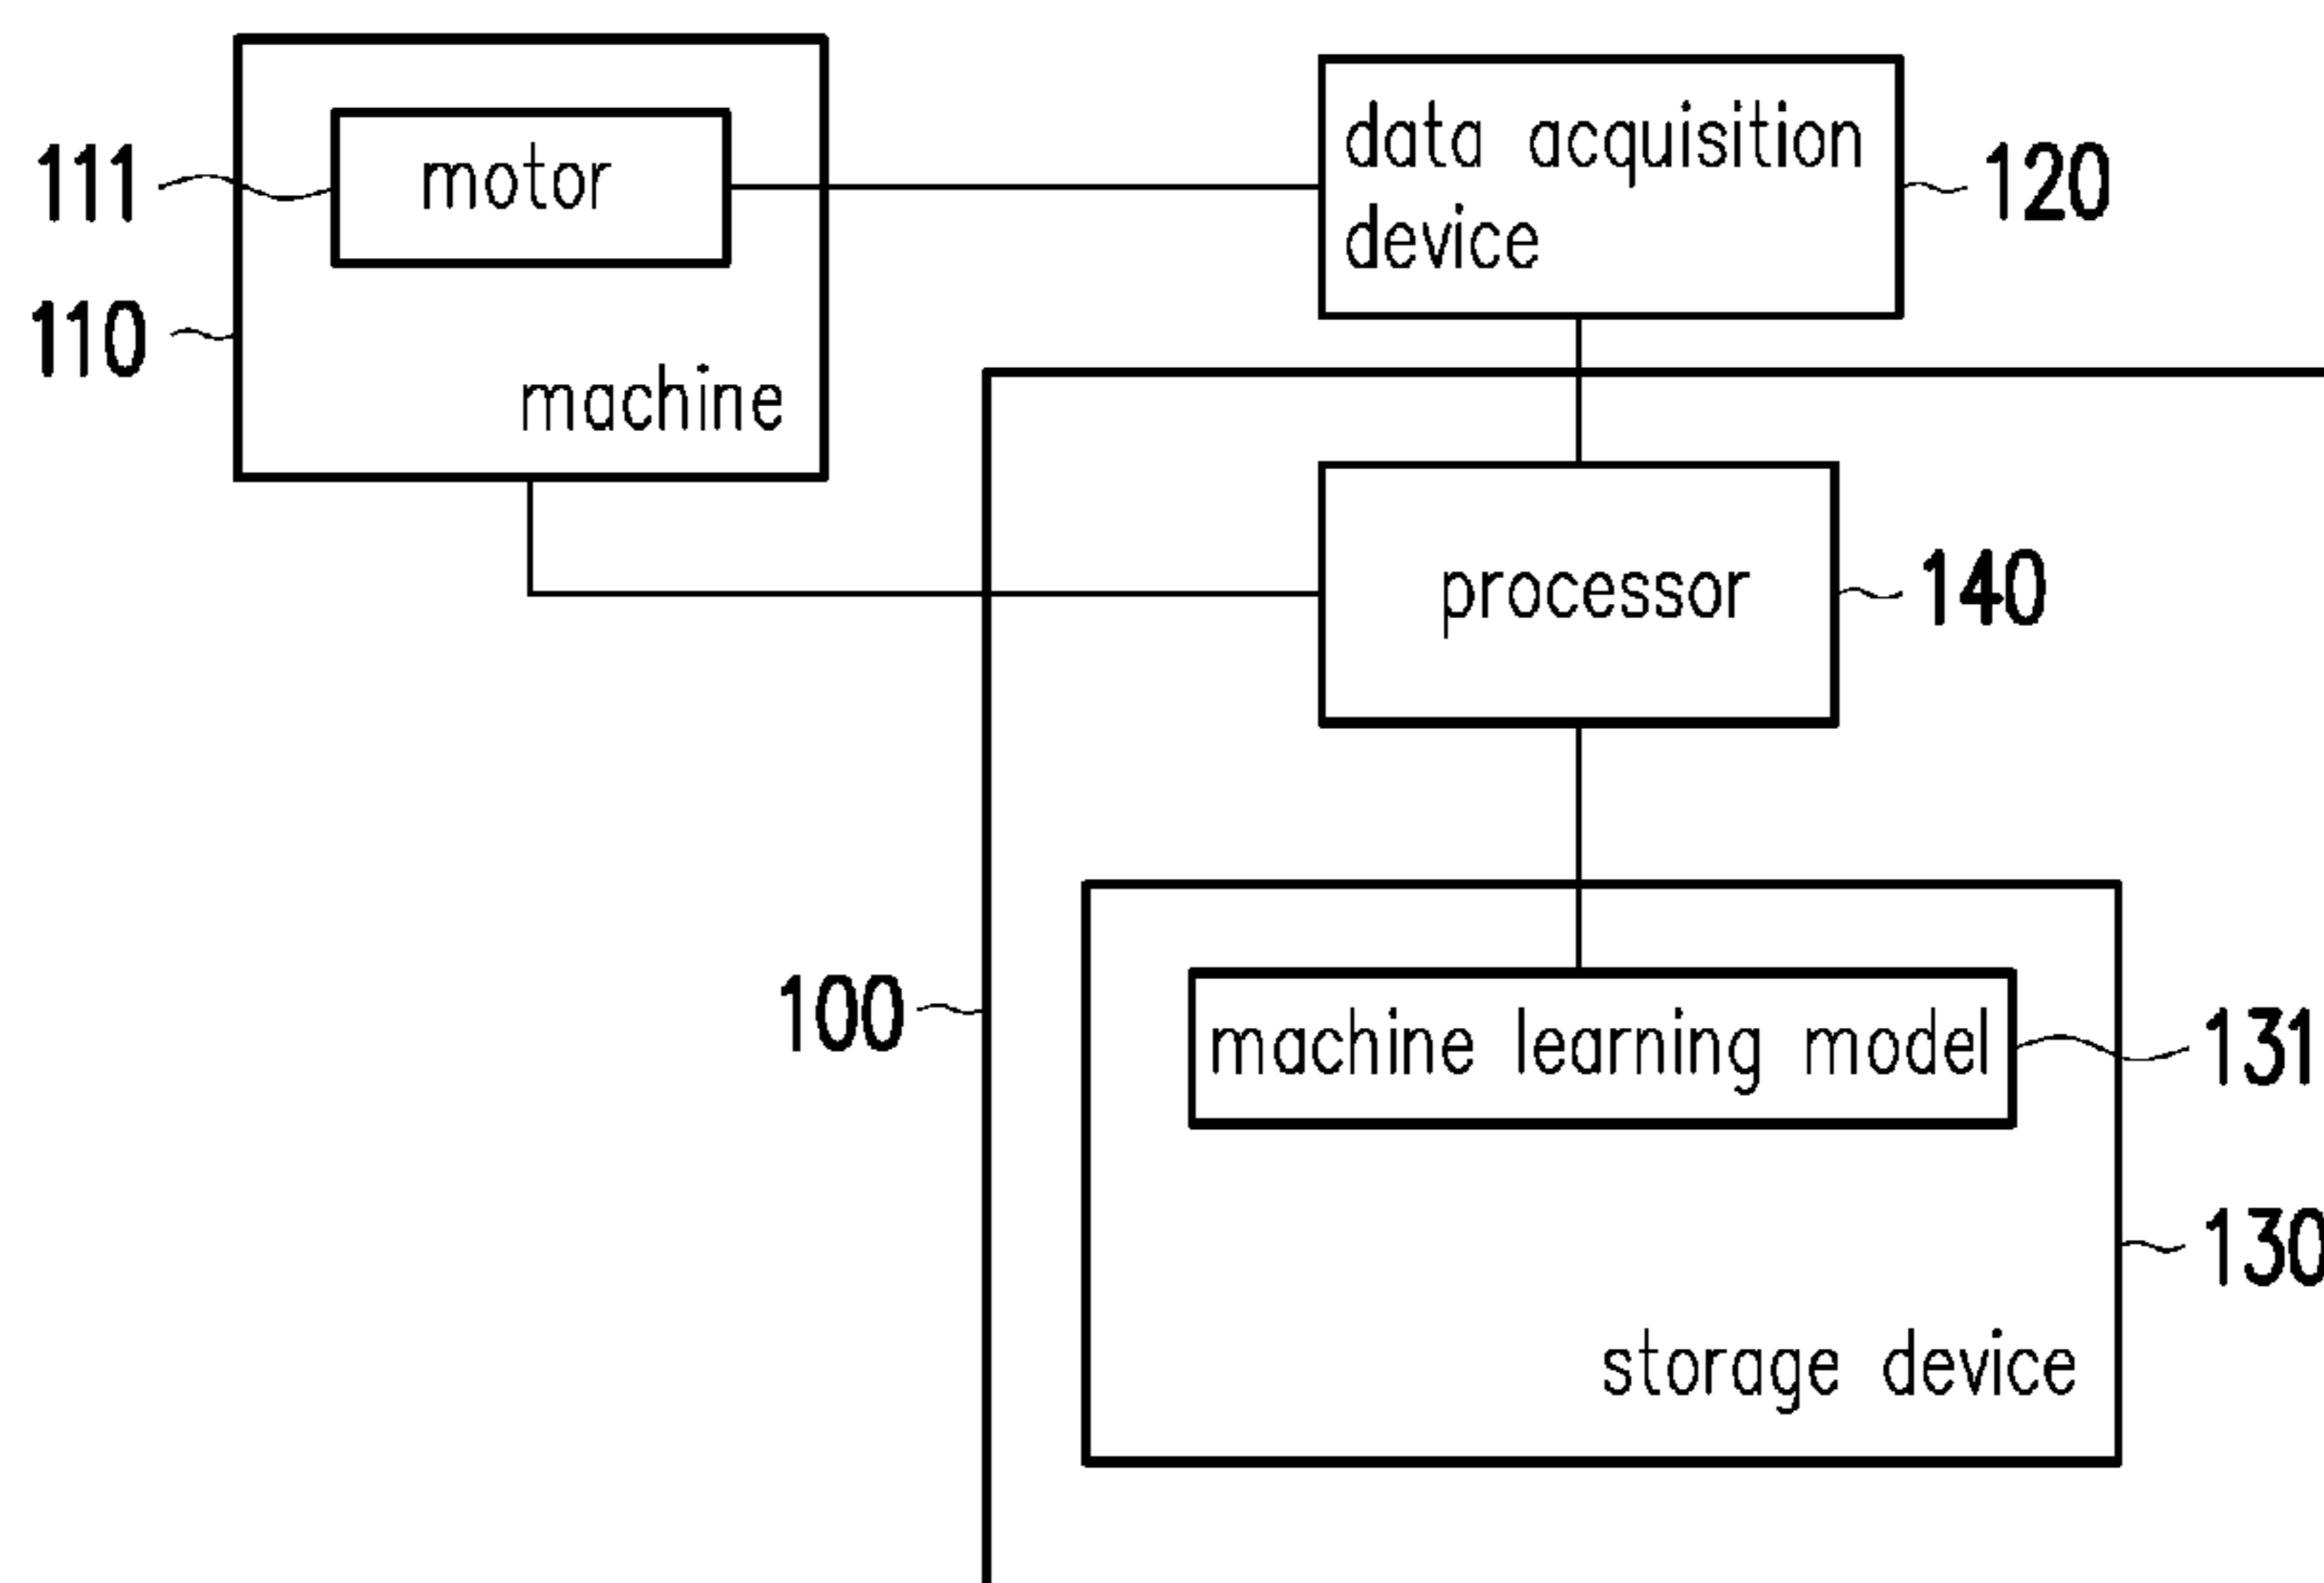 111
motor
data acquisition
device
120
110
machine
processor
140
100
machine learning model
131
130
storage device